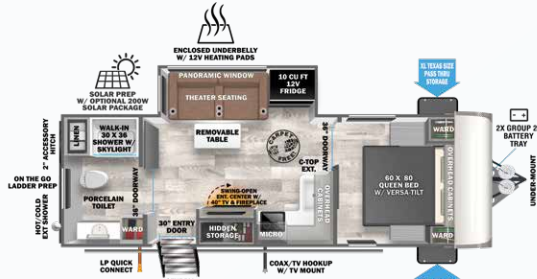 ENCLOSED UNDERBELLY
W/ 12V HEATING PADS
XL TEXAS SIZE
PASS THRU
STORAGE
SOLAR PREP
W/ OPTIONAL 200W
SOLAR PACKAGE
PANORAMIC WINDOW
THEATER SEATING
10 CU FT
12V
FRIDGE
2X GROUP 2
BATTERY
TRAY
2" ACCESSORY
HITCH
LINEN
WALK-IN
30 X 36
SHOWER W/
SKYLIGHT
REMOVABLE
TABLE
CARPET
FREE
36" DOORWAY
WARD
ON THE GO
LADDER PREP
C-TOP
EXT.
60 X 80
QUEEN BED
W/ VERSA-TILT
OVERHEAD CABINETS
UNDER-MOUNT
HOT/COLD
EXT SHOWER
PORCELAIN
TOILET
36" DOORWAY
SWING-OPEN
ENT. CENTER W/
40" TV & FIREPLACE
OVERHEAD
CABINETS
WARD
30" ENTRY
DOOR
HIDDEN
STORAGE
MICRO
WARD
LP QUICK
CONNECT
COAX/TV HOOKUP
W/ TV MOUNT